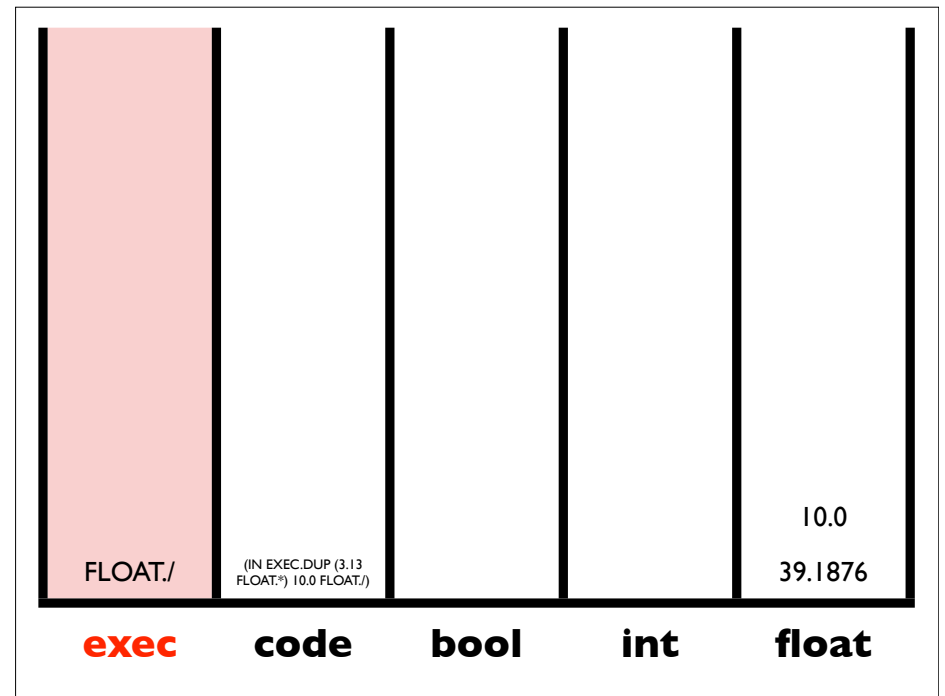 10.0
FLOAT./
(IN EXEC.DUP (3.13
FLOAT.*) 10.0 FLOAT./)
39.1876
exec
code
bool
int
float